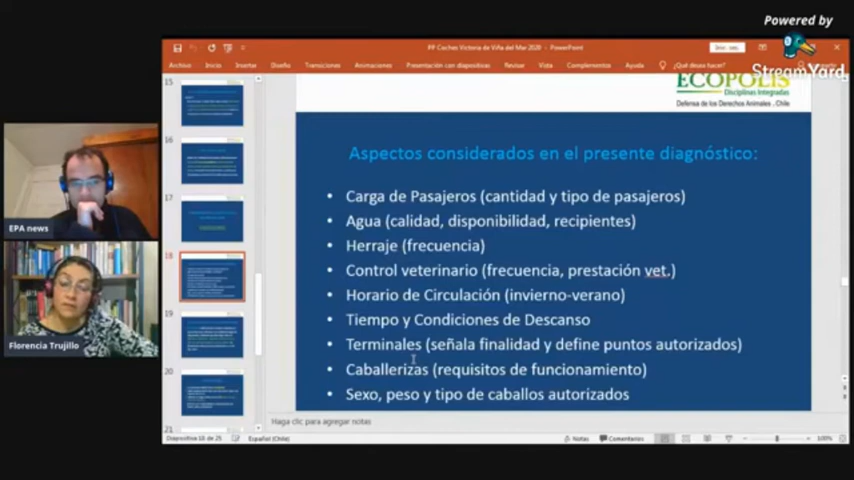 Powered by
StreamYard
PP Coches Victoria de Viña del Mar 2020 - PowerPoint
Archivo Inicio Insertar Diseño Transiciones Animaciones Presentación con diapositivas Revisar Vista Complementos Ayuda ¿Qué desea hacer?
15
16
17
18
19
20
21
ECOPOLIS
Disciplinas Integradas
Defensa de los Derechos Animales . Chile
Aspectos considerados en el presente diagnóstico:
• Carga de Pasajeros (cantidad y tipo de pasajeros)
• Agua (calidad, disponibilidad, recipientes)
• Herraje (frecuencia)
• Control veterinario (frecuencia, prestación vet.)
• Horario de Circulación (invierno-verano)
• Tiempo y Condiciones de Descanso
• Terminales (señala finalidad y define puntos autorizados)
• Caballerizas (requisitos de funcionamiento)
• Sexo, peso y tipo de caballos autorizados
EPA news
Florencia Trujillo
Haga clic para agregar notas
Diapositiva 18 de 25 Español (Chile) Notas Comentarios 100%